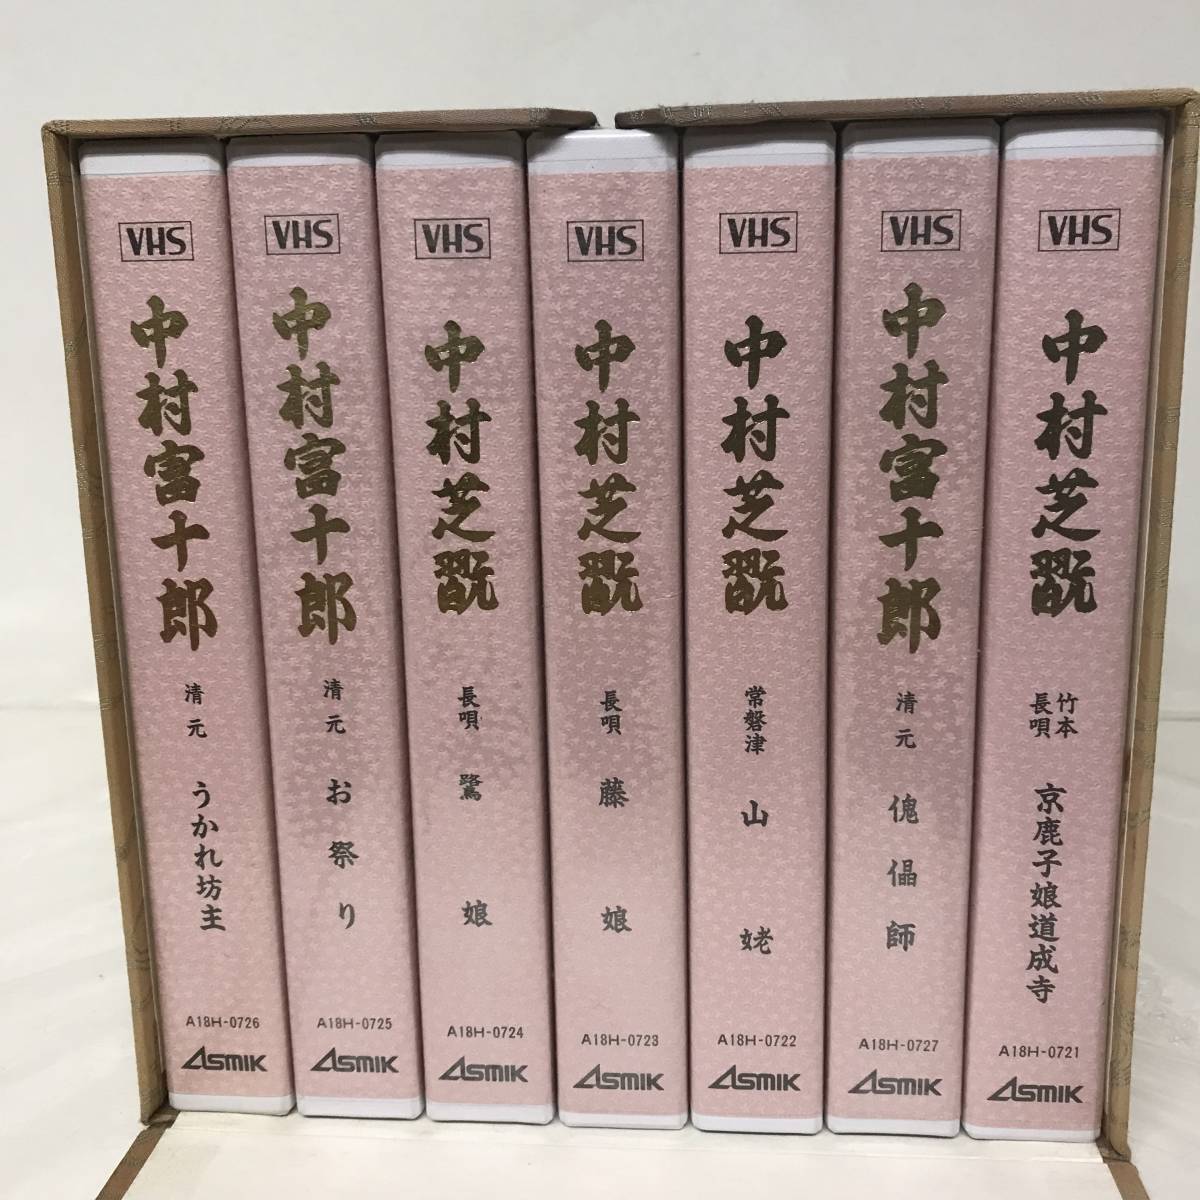 VHS
中村富十郎
清元
うかれ坊主
A18H-0726
ASMIK
VHS
中村富十郎
清元
お祭り
A18H-0725
ASMIK
VHS
中村芝翫
長唄
鷺娘
A18H-0724
ASMIK
VHS
中村芝翫
長唄
藤娘
A18H-0723
ASMIK
VHS
中村芝翫
常磐津
山姥
A18H-0722
ASMIK
VHS
中村富十郎
清元
傀儡師
A18H-0727
ASMIK
VHS
中村芝翫
竹本
長唄
京鹿子娘道成寺
A18H-0721
ASMIK